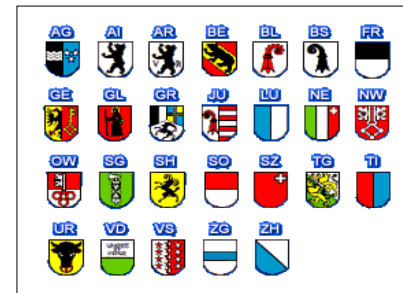 AG AI AR BE BL BS FR
GE GL GR JU LU NE NW
OW SG SH SO SZ TG TI
UR VD VS ZG ZH